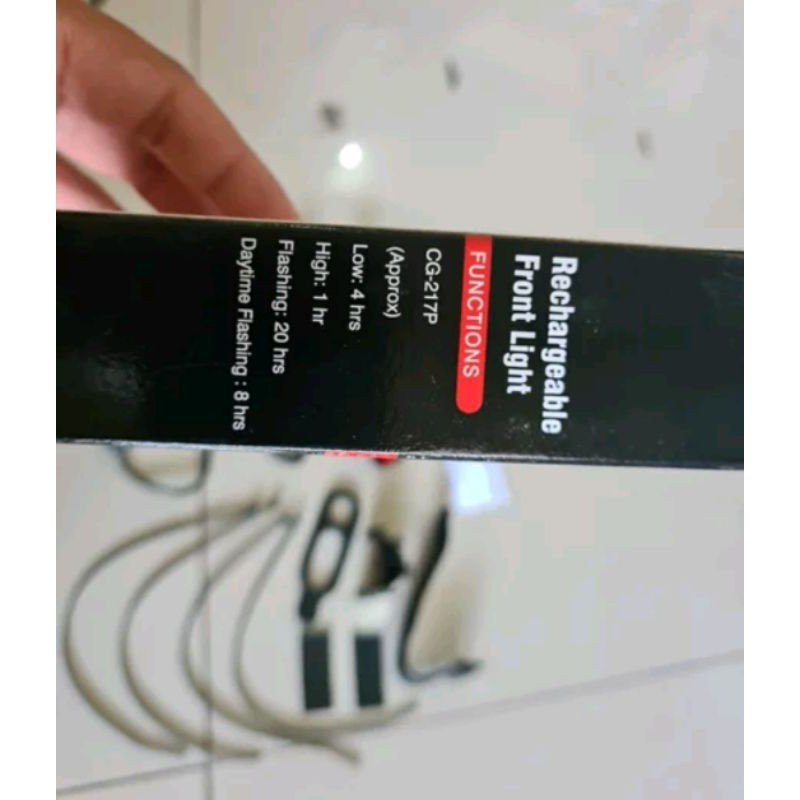 Rechargeable
Front Light
FUNCTIONS
CG-217P
(Approx)
Low: 4 hrs
High: 1 hr
Flashing: 20 hrs
Daytime Flashing : 8 hrs